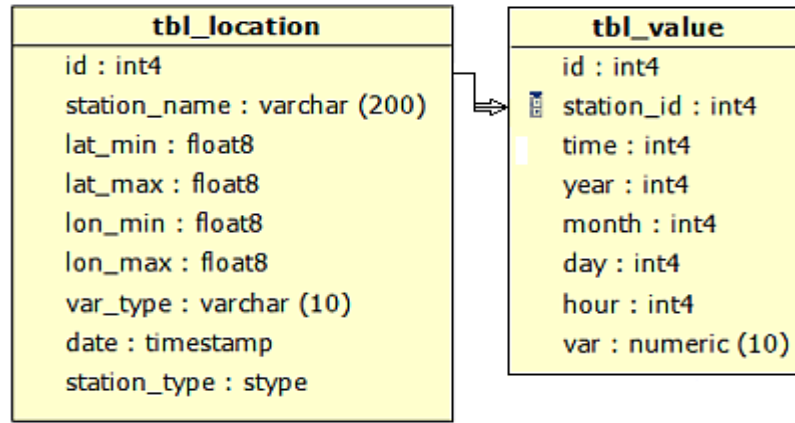 tbl_location
id : int4
station_name : varchar (200)
lat_min : float8
lat_max : float8
lon_min : float8
lon_max : float8
var_type : varchar (10)
date : timestamp
station_type : stype
tbl_value
id : int4
station_id : int4
time : int4
year : int4
month : int4
day : int4
hour : int4
var : numeric (10)